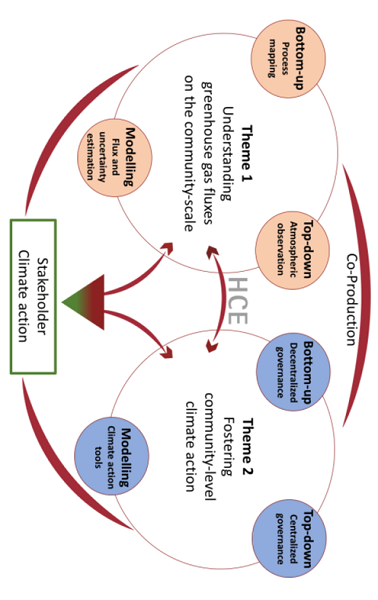 Co-Production
Bottom-up
Process
mapping
Top-down
Atmospheric
observation
Theme 1
Understanding
greenhouse gas fluxes
on the community-scale
Modelling
Flux and
uncertainty
estimation
HCE
Bottom-up
Decentralized
governance
Top-down
Centralized
governance
Theme 2
Fostering
community-level
climate action
Modelling
Climate action
tools
Stakeholder
Climate action